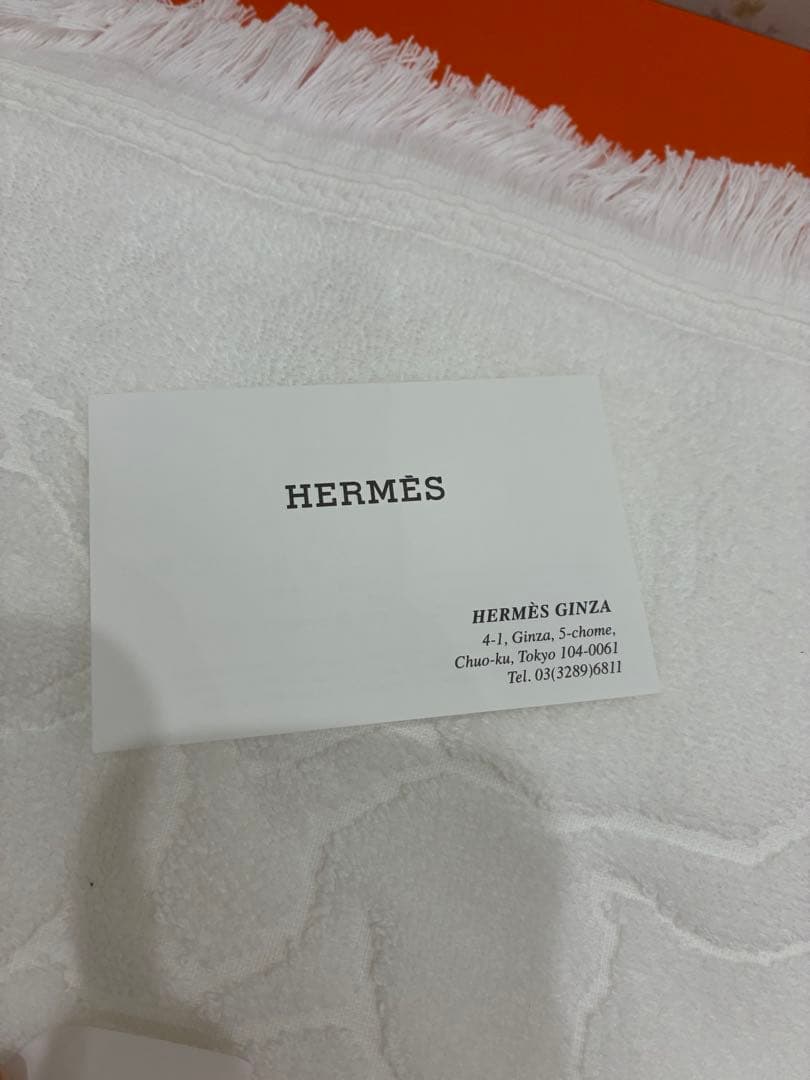 HERMÈS
HERMÈS GINZA
4-1, Ginza, 5-chome,
Chuo-ku, Tokyo 104-0061
Tel. 03(3289)6811